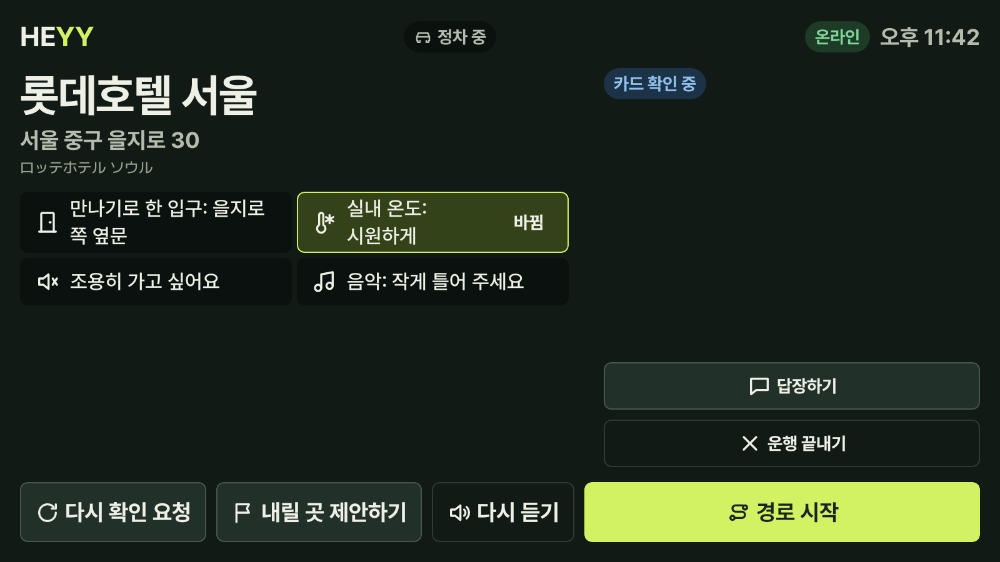 HEYY
정차 중
온라인
오후 11:42
롯데호텔 서울
서울 중구 을지로 30
ロッテホテル ソウル
카드 확인 중
만나기로 한 입구: 을지로
쪽 옆문
실내 온도:
시원하게
바뀜
조용히 가고 싶어요
음악: 작게 틀어 주세요
답장하기
운행 끝내기
다시 확인 요청
내릴 곳 제안하기
다시 듣기
경로 시작